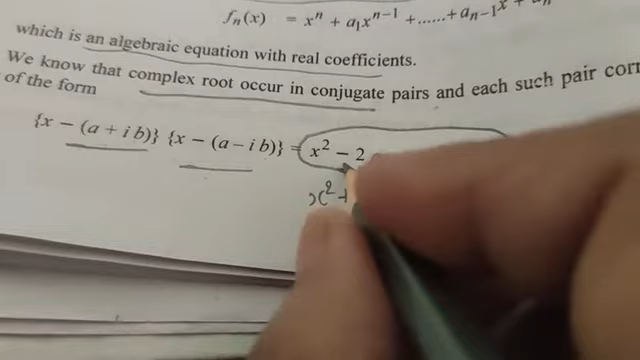 fₙ(x) = xⁿ + a₁xⁿ⁻¹ + ...... + aₙ₋₁x +
which is an algebraic equation with real coefficients.
We know that complex root occur in conjugate pairs and each such pair
of the form
{x − (a + i b)} {x − (a − i b)} = x² − 2
x² +